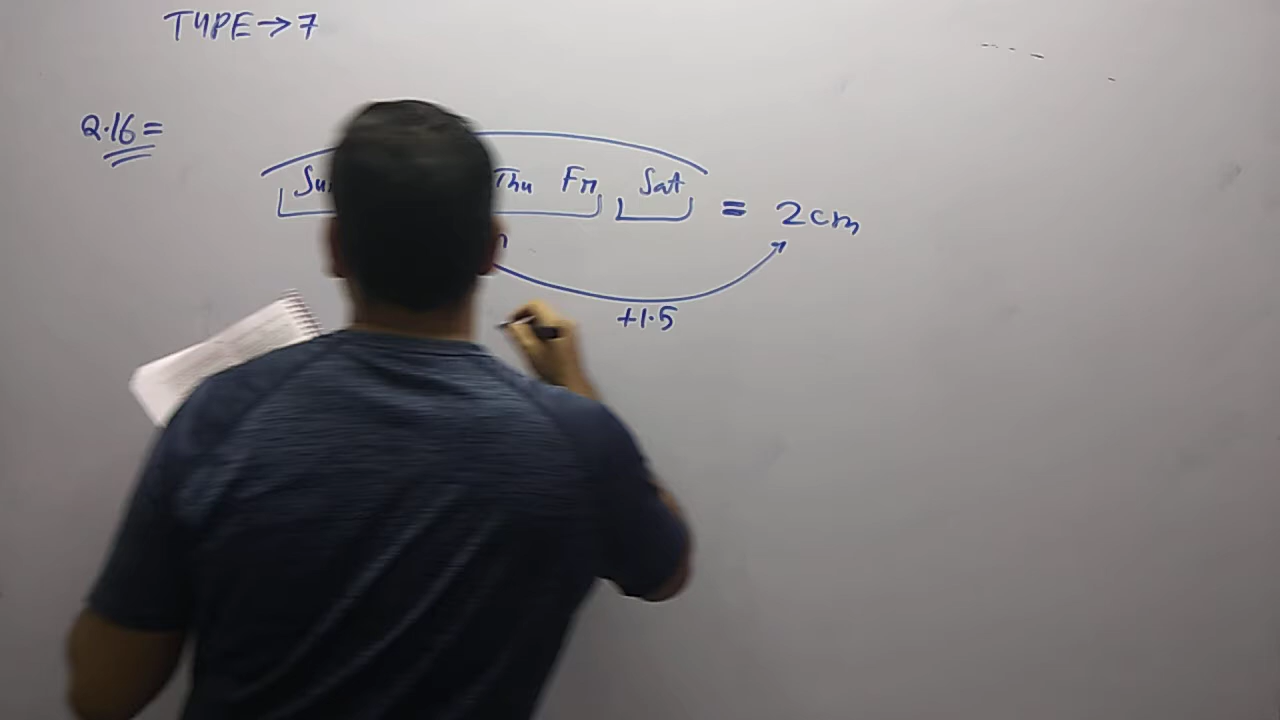 TYPE → 7
Q.16 =
Thu Fri Sat = 2cm
+1.5